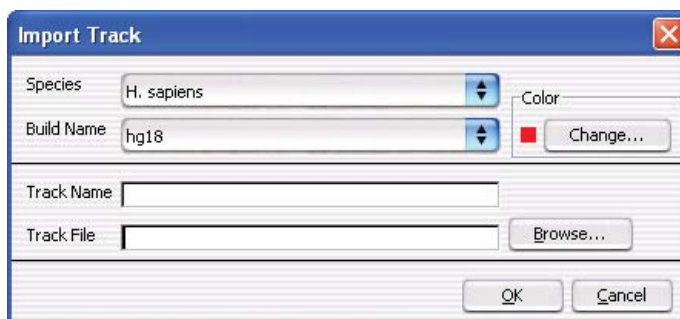 Import Track
Species H. sapiens
Color
Build Name hg18 Change...
Track Name
Track File Browse...
OK Cancel